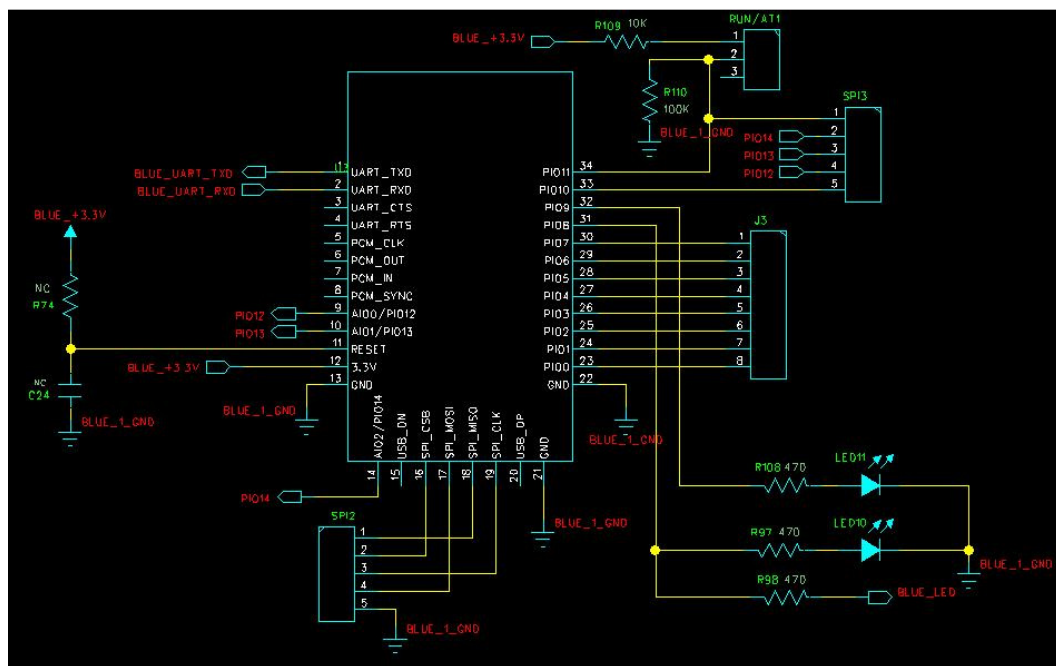 RUN/AT1
R109 10K
BLUE_+3.3V
1
2
3
R110
100K
BLUE_1_GND
SPI3
1
PIO14 2
PIO13 3
PIO12 4
5
BLUE_UART_TXD 1 UART_TXD
BLUE_UART_RXD 2 UART_RXD
3 UART_CTS
4 UART_RTS
5 PCM_CLK
6 PCM_OUT
7 PCM_IN
8 PCM_SYNC
PIO12 9 AIO0/PIO12
PIO13 10 AIO1/PIO13
11 RESET
BLUE_+3.3V 12 3.3V
13 GND
BLUE_1_GND
BLUE_+3.3V
NC
R74
NC
C24
BLUE_1_GND
PIO11 34
PIO10 33
PIO9 32
PIO8 31
PIO7 30
PIO6 29
PIO5 28
PIO4 27
PIO3 26
PIO2 25
PIO1 24
PIO0 23
GND 22
BLUE_1_GND
J3
1
2
3
4
5
6
7
8
AIO2/PIO14 14
USB_DN 15
SPI_CSB 16
SPI_MOSI 17
SPI_MISO 18
SPI_CLK 19
USB_DP 20
GND 21
PIO14
BLUE_1_GND
SPI2
1
2
3
4
5
BLUE_1_GND
R108 470
LED11
R97 470
LED10
BLUE_1_GND
R98 470
BLUE_LED